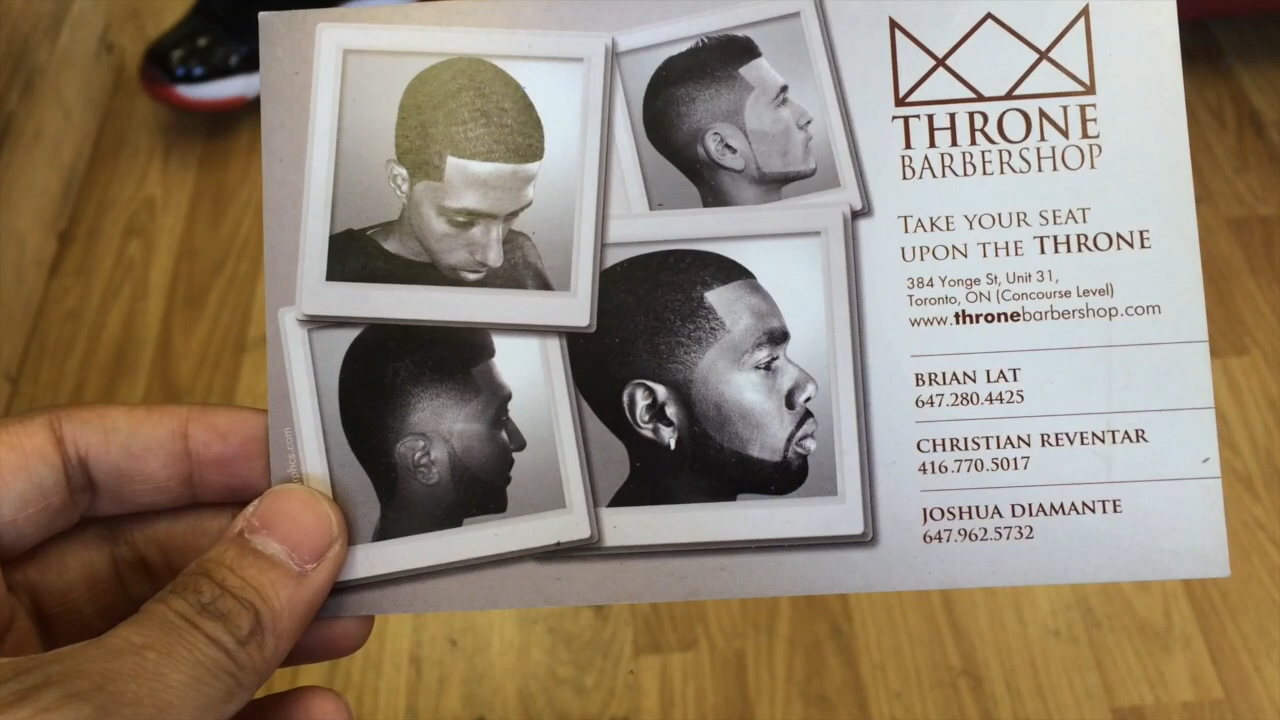 THRONE
BARBERSHOP
TAKE YOUR SEAT
UPON THE THRONE
384 Yonge St, Unit 31,
Toronto, ON (Concourse Level)
www.thronebarbershop.com
BRIAN LAT
647.280.4425
CHRISTIAN REVENTAR
416.770.5017
JOSHUA DIAMANTE
647.962.5732